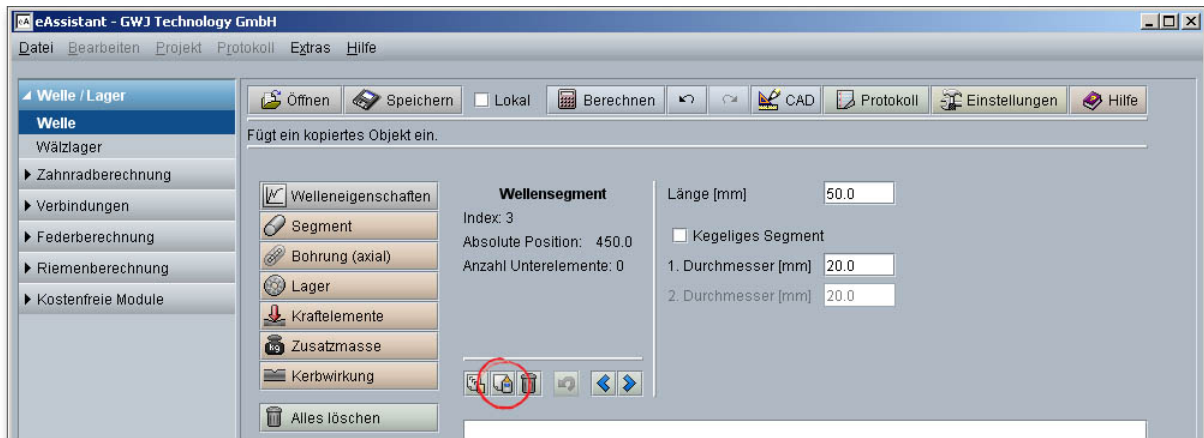 eAssistant - GWJ Technology GmbH
Datei Bearbeiten Projekt Protokoll Extras Hilfe
Welle / Lager
Welle
Wälzlager
Zahnradberechnung
Verbindungen
Federberechnung
Riemenberechnung
Kostenfreie Module
Öffnen Speichern Lokal Berechnen CAD Protokoll Einstellungen Hilfe
Fügt ein kopiertes Objekt ein.
Welleneigenschaften
Segment
Bohrung (axial)
Lager
Kraftelemente
Zusatzmasse
Kerbwirkung
Alles löschen
Wellensegment
Index: 3
Absolute Position: 450.0
Anzahl Unterelemente: 0
Länge [mm] 50.0
Kegeliges Segment
1. Durchmesser [mm] 20.0
2. Durchmesser [mm] 20.0